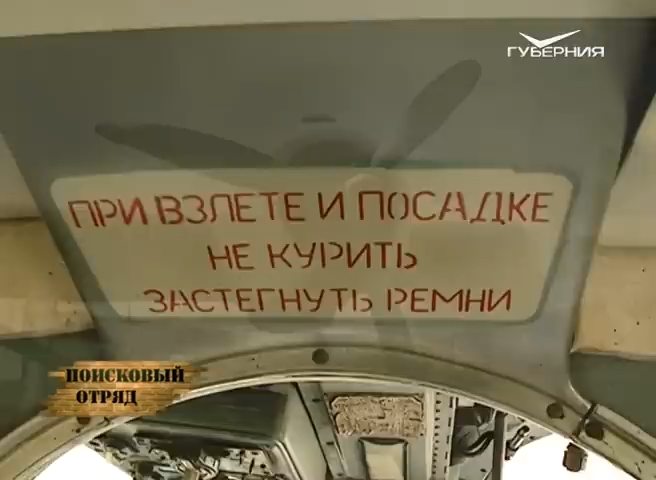 ГУБЕРНИЯ
ПРИ ВЗЛЕТЕ И ПОСАДКЕ
НЕ КУРИТЬ
ЗАСТЕГНУТЬ РЕМНИ
ПОИСКОВЫЙ
ОТРЯД